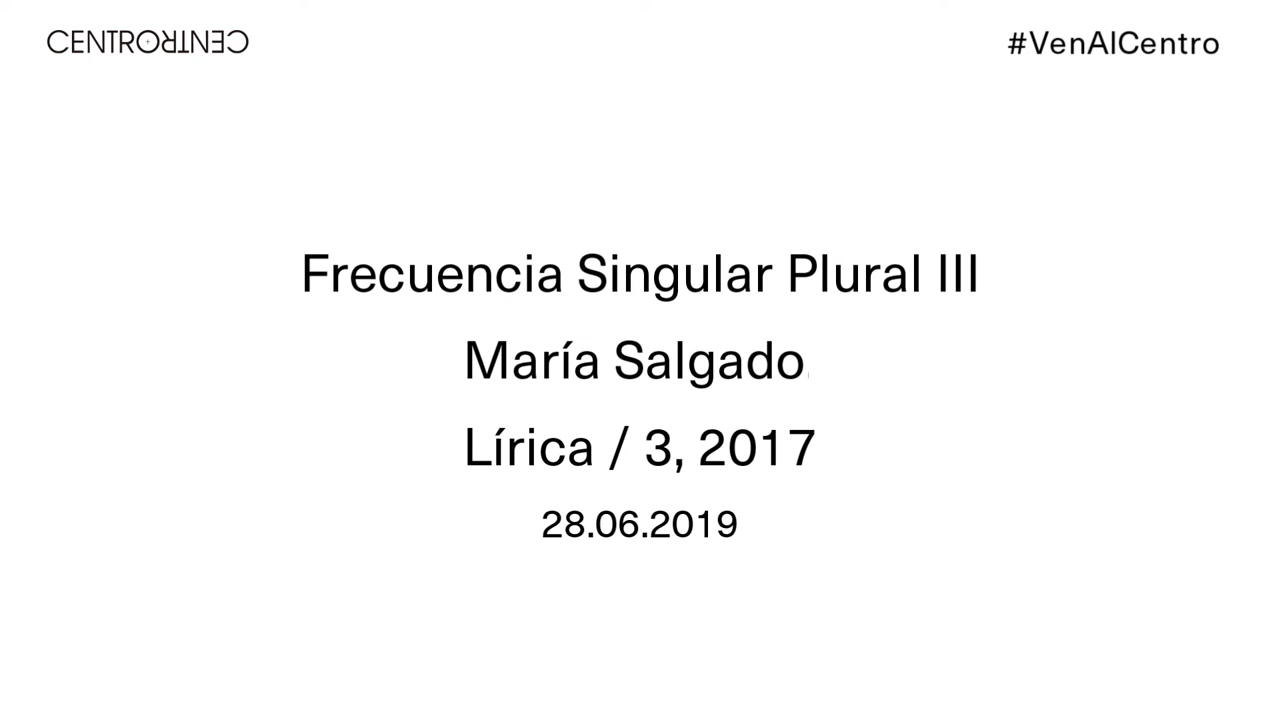 CENTROCENTRO
#VenAlCentro
Frecuencia Singular Plural III
María Salgado.
Lírica / 3, 2017
28.06.2019